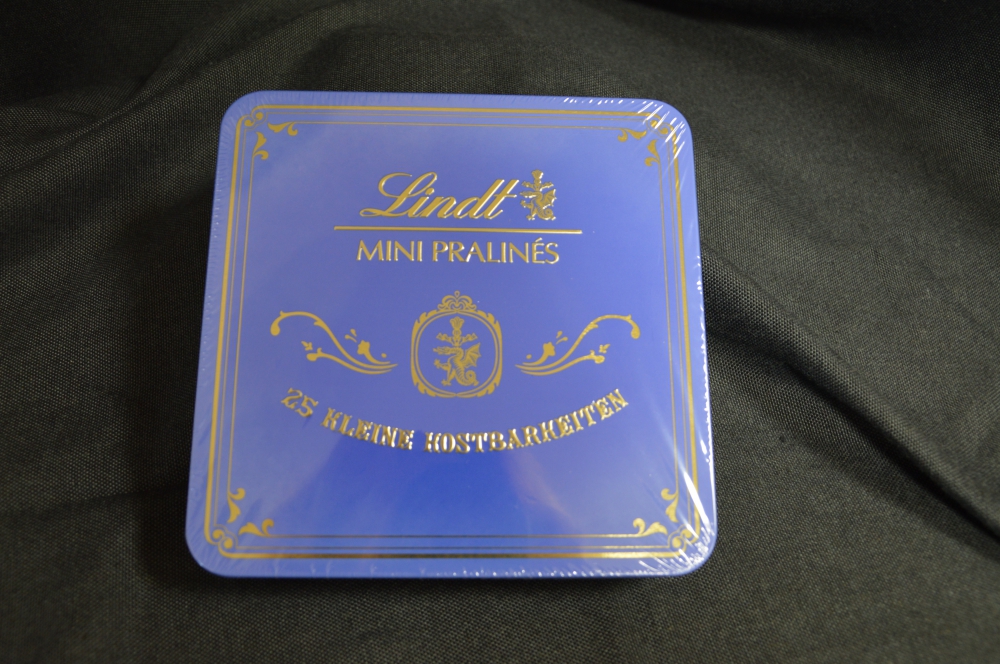 Lindt
MINI PRALINÉS
25 KLEINE KOSTBARKEITEN